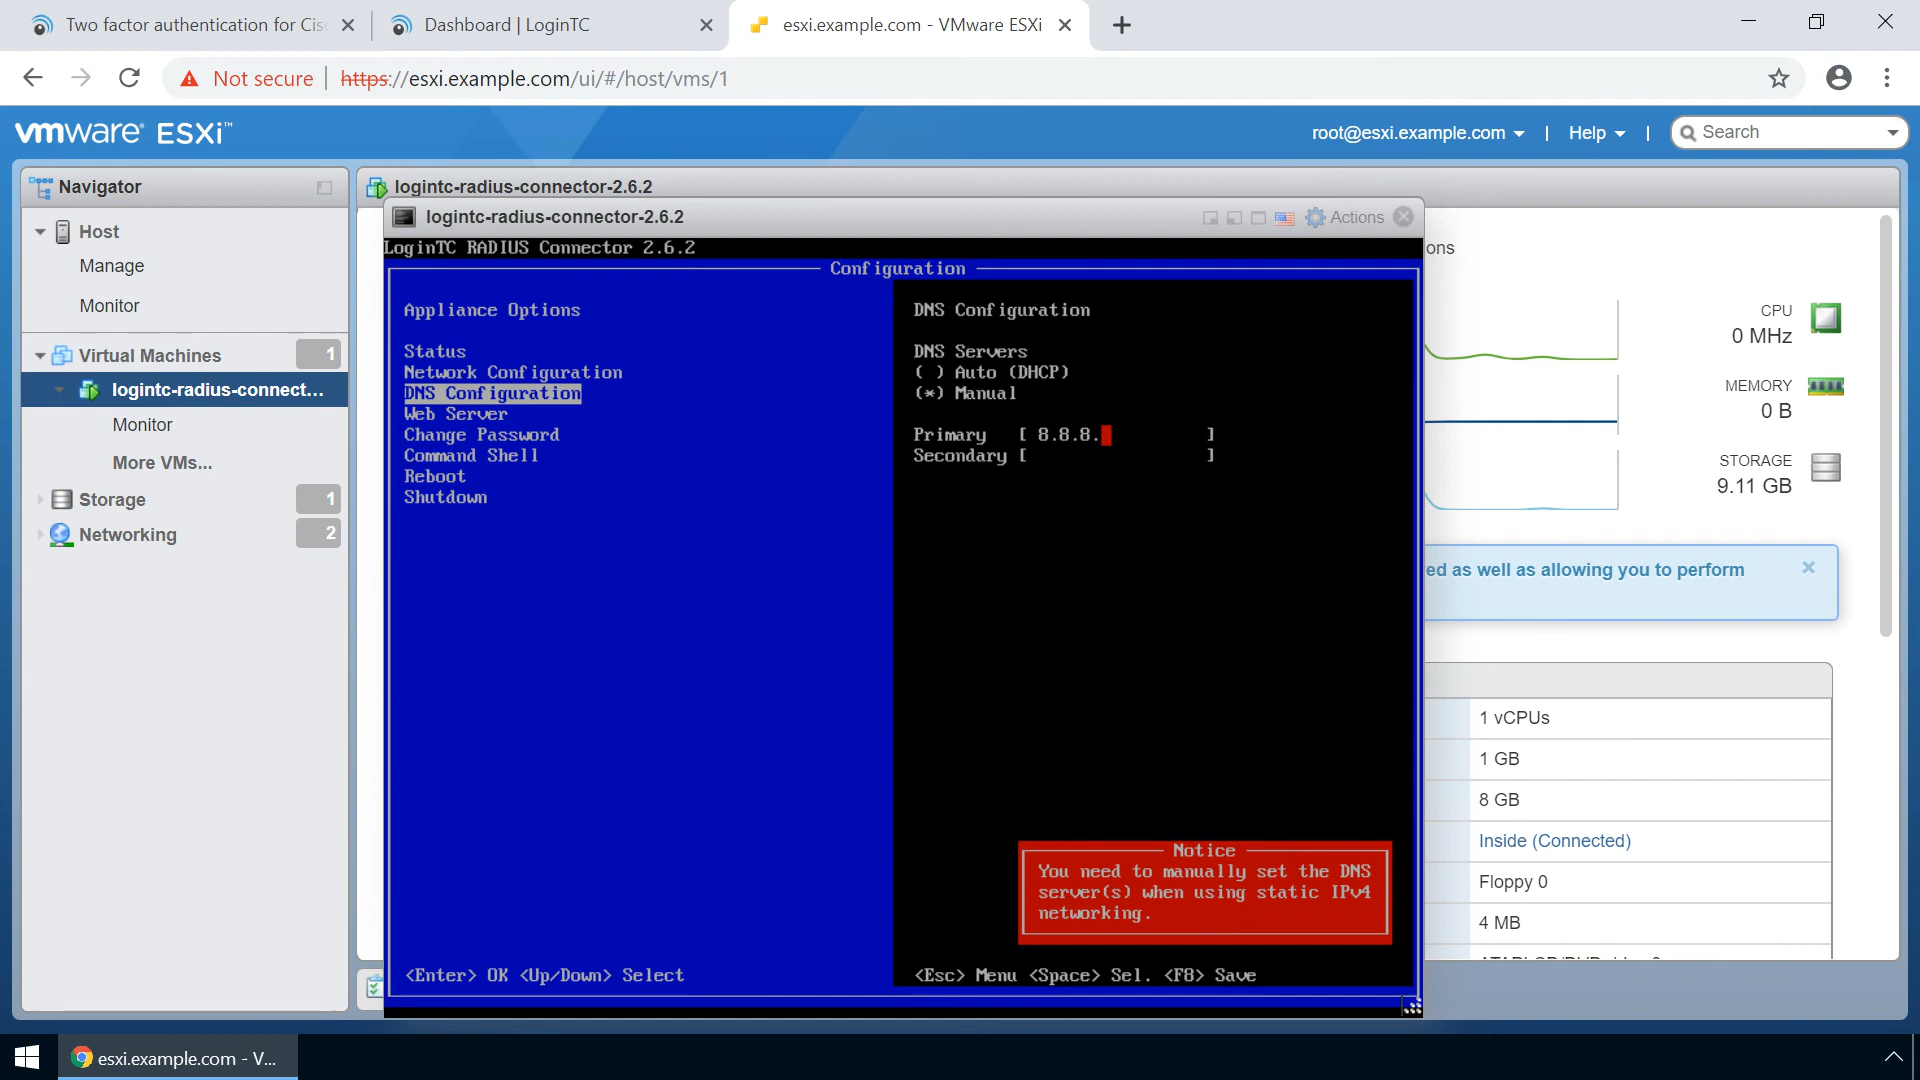 Two factor authentication for Cis
Dashboard | LoginTC
esxi.example.com - VMware ESXi
Not secure | https://esxi.example.com/ui/#/host/vms/1
vmware ESXi™
root@esxi.example.com
Help
Search
Navigator
Host
Manage
Monitor
Virtual Machines 1
logintc-radius-connect...
Monitor
More VMs...
Storage 1
Networking 2
logintc-radius-connector-2.6.2
logintc-radius-connector-2.6.2
Actions
LoginTC RADIUS Connector 2.6.2
Configuration
Appliance Options
Status
Network Configuration
DNS Configuration
Web Server
Change Password
Command Shell
Reboot
Shutdown
<Enter> OK <Up/Down> Select
DNS Configuration
DNS Servers
( ) Auto (DHCP)
(*) Manual
Primary [ 8.8.8. ]
Secondary [ ]
Notice
You need to manually set the DNS
server(s) when using static IPv4
networking.
<Esc> Menu <Space> Sel. <F8> Save
ons
CPU
0 MHz
MEMORY
0 B
STORAGE
9.11 GB
ed as well as allowing you to perform
1 vCPUs
1 GB
8 GB
Inside (Connected)
Floppy 0
4 MB
esxi.example.com - V...